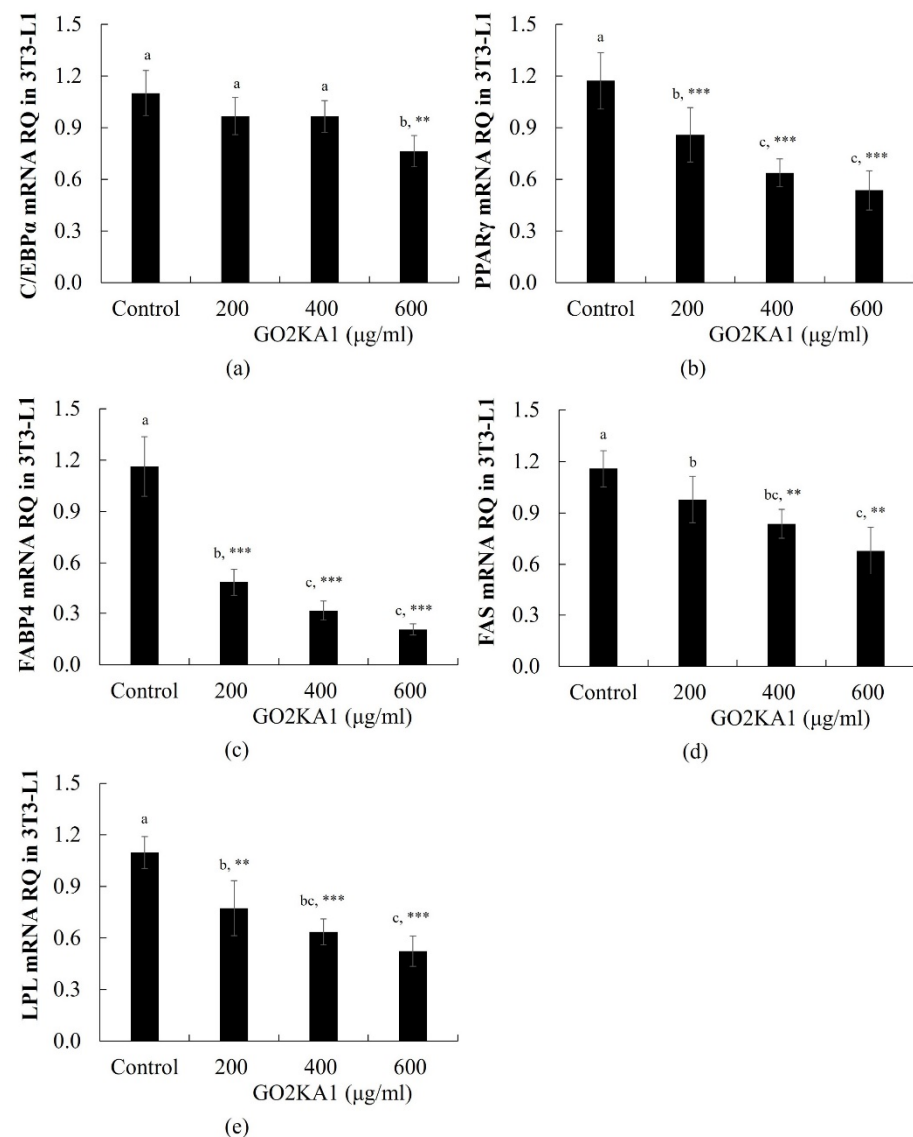 C/EBPα mRNA RQ in 3T3-L1
1.5
1.2
0.9
0.6
0.3
0.0
a
a
a
b, **
Control 200 400 600
GO2KA1 (μg/ml)
(a)
PPARγ mRNA RQ in 3T3-L1
1.5
1.2
0.9
0.6
0.3
0.0
a
b, ***
c, ***
c, ***
Control 200 400 600
GO2KA1 (μg/ml)
(b)
FABP4 mRNA RQ in 3T3-L1
1.5
1.2
0.9
0.6
0.3
0.0
a
b, ***
c, ***
c, ***
Control 200 400 600
GO2KA1 (μg/ml)
(c)
FAS mRNA RQ in 3T3-L1
1.5
1.2
0.9
0.6
0.3
0.0
a
b
bc, **
c, **
Control 200 400 600
GO2KA1 (μg/ml)
(d)
LPL mRNA RQ in 3T3-L1
1.5
1.2
0.9
0.6
0.3
0.0
a
b, **
bc, ***
c, ***
Control 200 400 600
GO2KA1 (μg/ml)
(e)